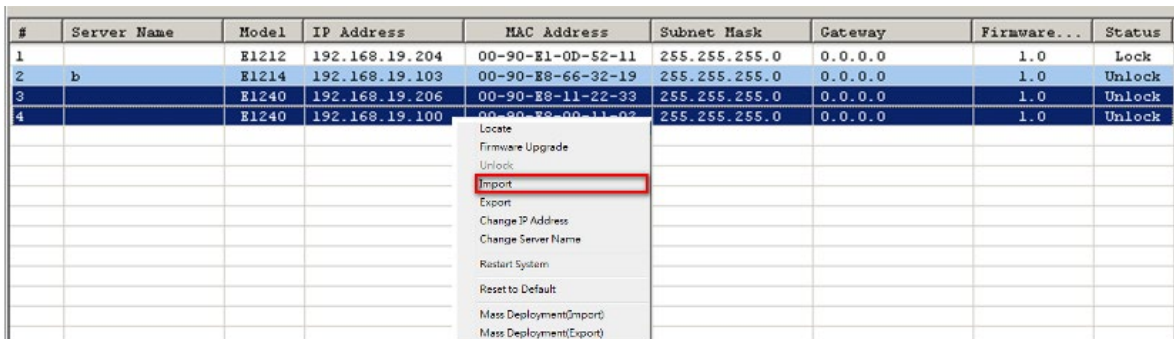 # Server Name Model IP Address MAC Address Subnet Mask Gateway Firmware... Status
1 E1212 192.168.19.204 00-90-E1-0D-52-11 255.255.255.0 0.0.0.0 1.0 Lock
2 b E1214 192.168.19.103 00-90-E8-66-32-19 255.255.255.0 0.0.0.0 1.0 Unlock
3 E1240 192.168.19.206 00-90-E8-11-22-33 255.255.255.0 0.0.0.0 1.0 Unlock
4 E1240 192.168.19.100 255.255.255.0 0.0.0.0 1.0 Unlock
Locate
Firmware Upgrade
Unlock
Import
Export
Change IP Address
Change Server Name
Restart System
Reset to Default
Mass Deployment(Import)
Mass Deployment(Export)